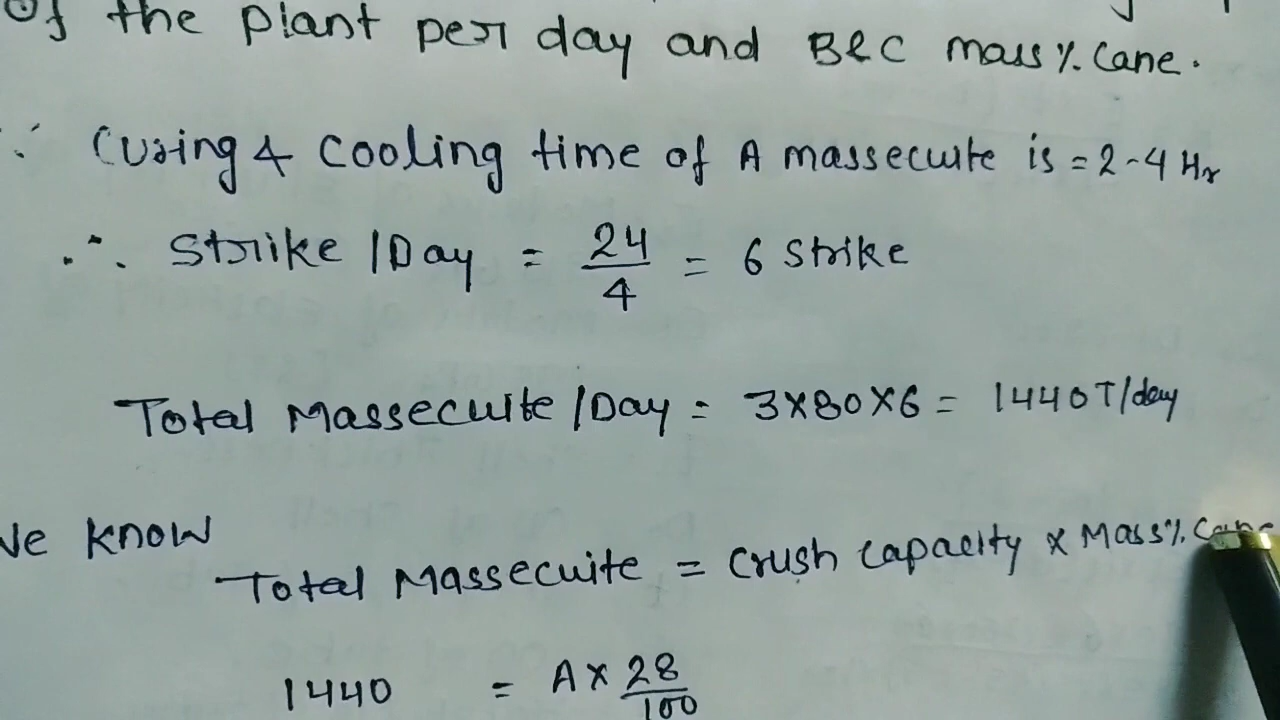 Of the plant per day and B&C mass%.cane.
∵ Curing & cooling time of A massecuite is = 2-4 Hr
∴ Strike /Day = 24/4 = 6 Strike
Total Massecuite /Day = 3×80×6 = 1440T/day
We know
Total Massecuite = Crush capacity × Mass%.Cane
1440 = A × 28/100